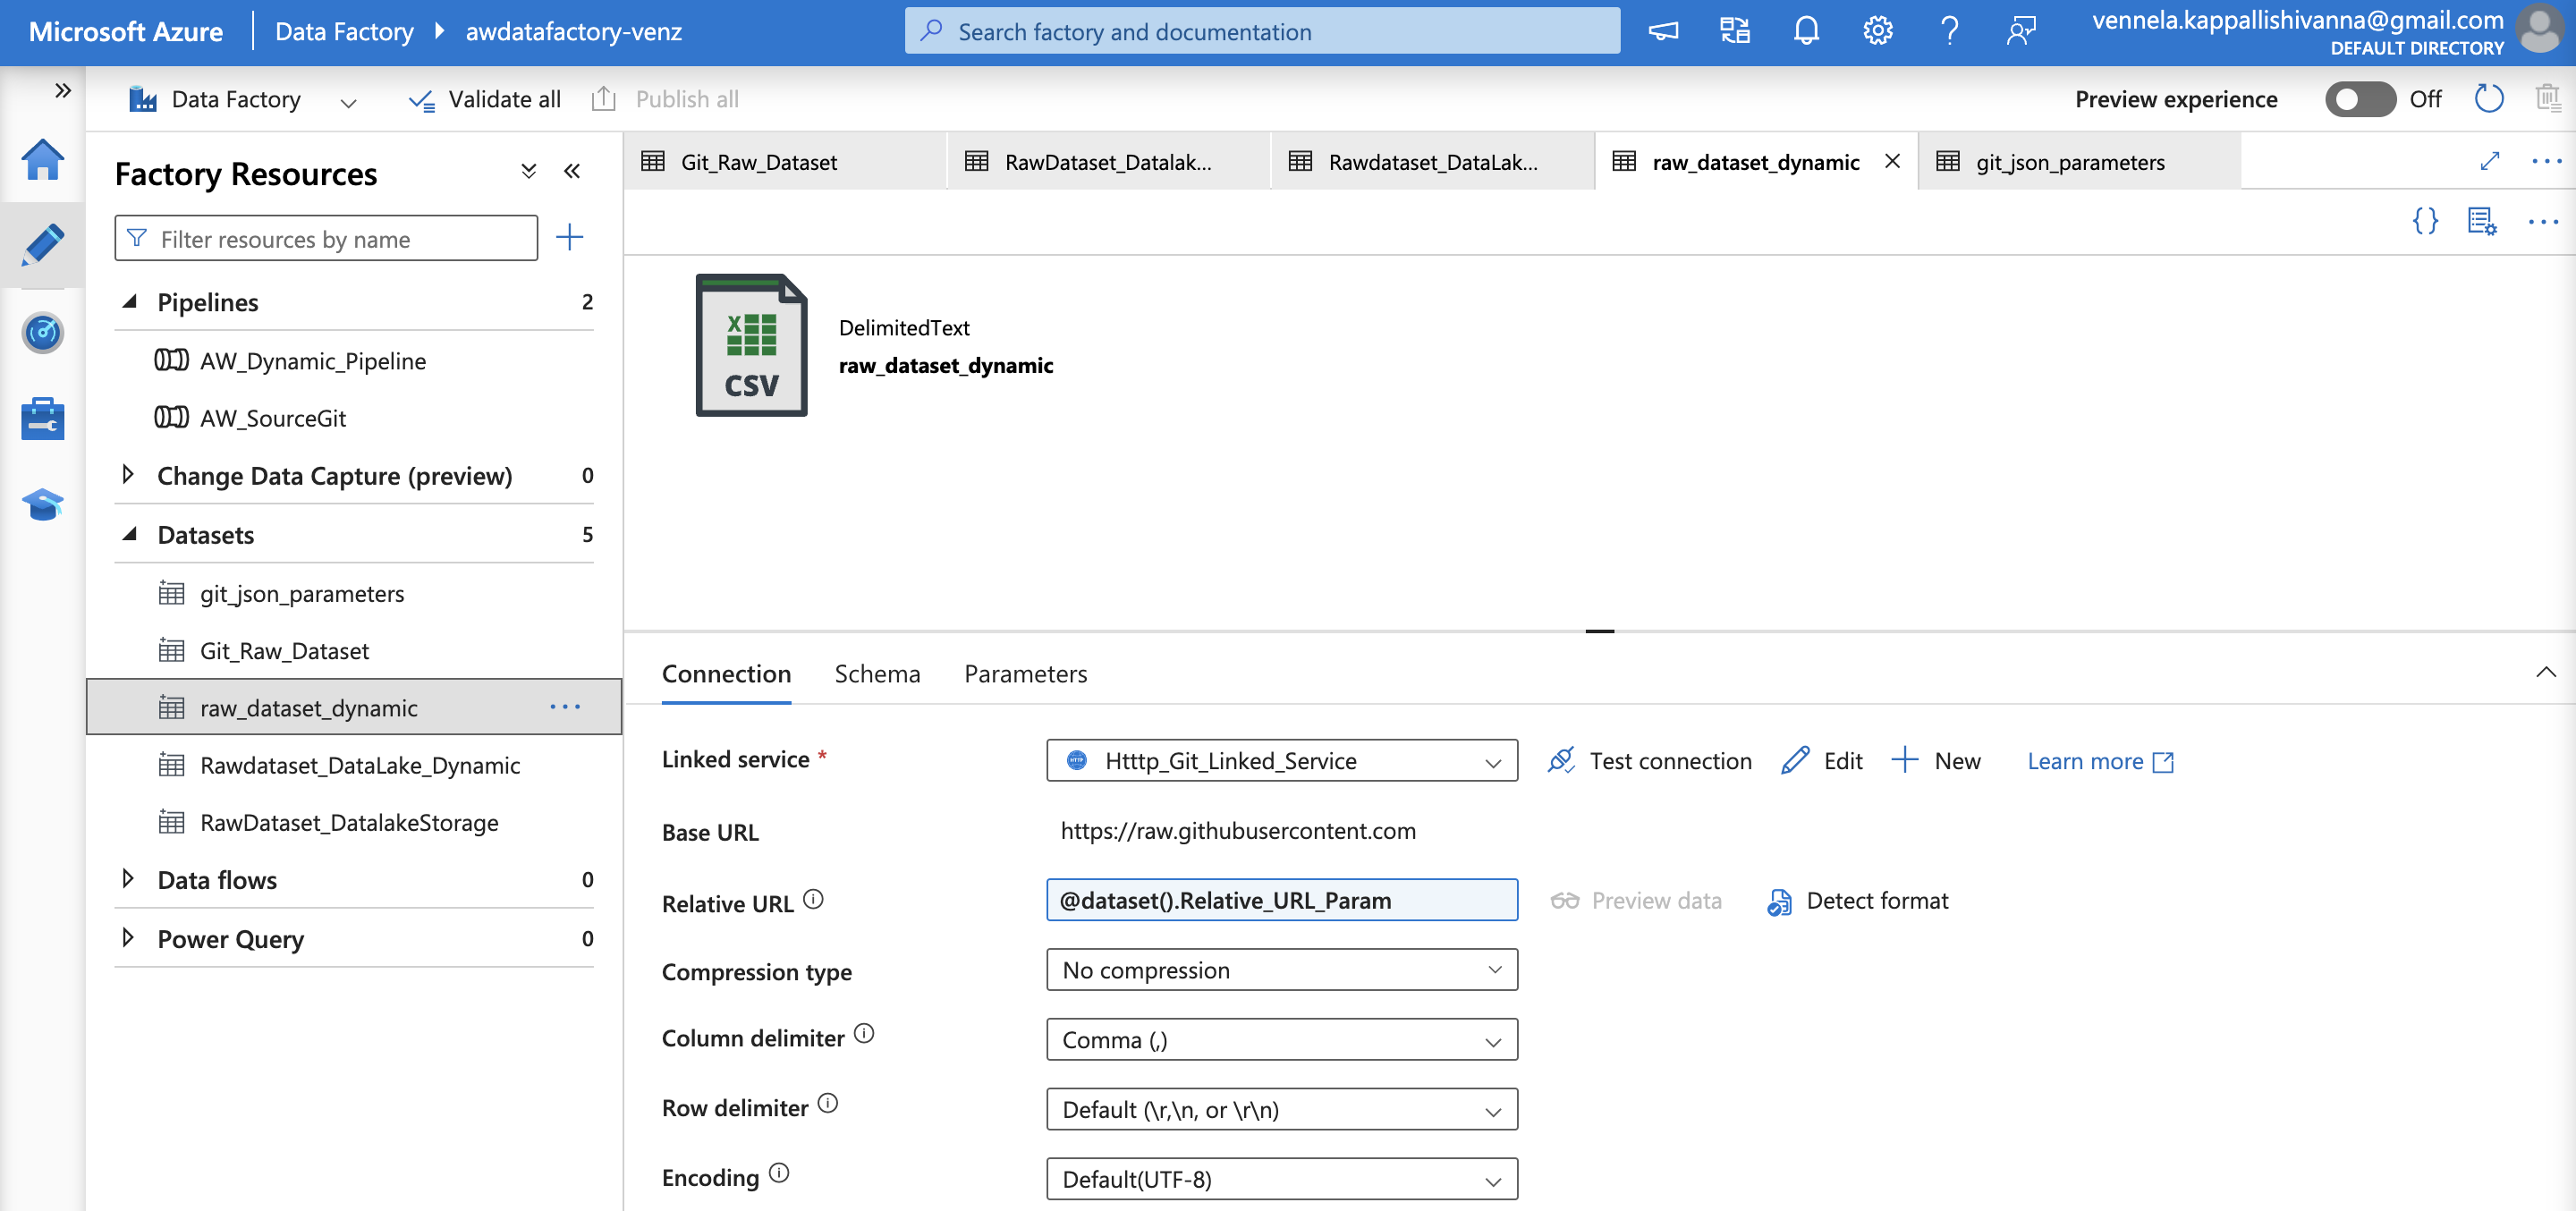 Microsoft Azure
Data Factory
awdatafactory-venz
Search factory and documentation
vennela.kappallishivanna@gmail.com
DEFAULT DIRECTORY
Data Factory
Validate all
Publish all
Preview experience
Off
Factory Resources
Filter resources by name
Pipelines 2
AW_Dynamic_Pipeline
AW_SourceGit
Change Data Capture (preview) 0
Datasets 5
git_json_parameters
Git_Raw_Dataset
raw_dataset_dynamic
Rawdataset_DataLake_Dynamic
RawDataset_DatalakeStorage
Data flows 0
Power Query 0
Git_Raw_Dataset
RawDataset_Datalak...
Rawdataset_DataLak...
raw_dataset_dynamic
git_json_parameters
X
CSV
DelimitedText
raw_dataset_dynamic
Connection
Schema
Parameters
Linked service *
HTTP
Htttp_Git_Linked_Service
Test connection
Edit
New
Learn more
Base URL
https://raw.githubusercontent.com
Relative URL
@dataset().Relative_URL_Param
Preview data
Detect format
Compression type
No compression
Column delimiter
Comma (,)
Row delimiter
Default (\r,\n, or \r\n)
Encoding
Default(UTF-8)